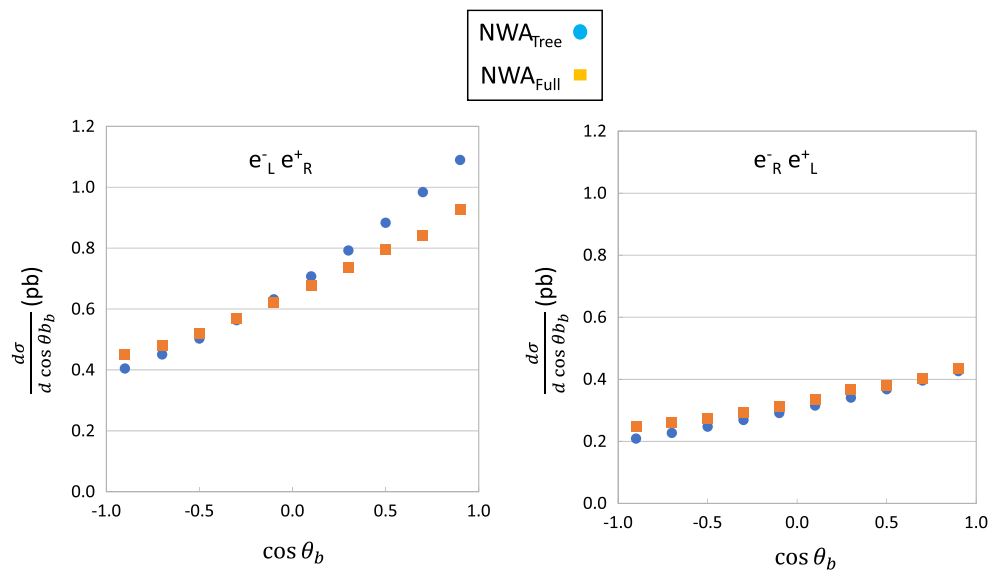 NWA_Tree
NWA_Full
e⁻_L e⁺_R
1.2
1.0
0.8
0.6
0.4
0.2
0.0
-1.0 -0.5 0.0 0.5 1.0
dσ
d cos θb_b
(pb)
cos θ_b
e⁻_R e⁺_L
1.2
1.0
0.8
0.6
0.4
0.2
0.0
-1.0 -0.5 0.0 0.5 1.0
dσ
d cos θb_b
(pb)
cos θ_b